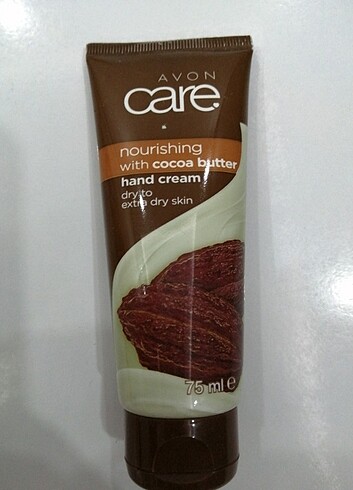 AVON
care
nourishing
with cocoa butter
hand cream
dry to
extra dry skin
75 ml e